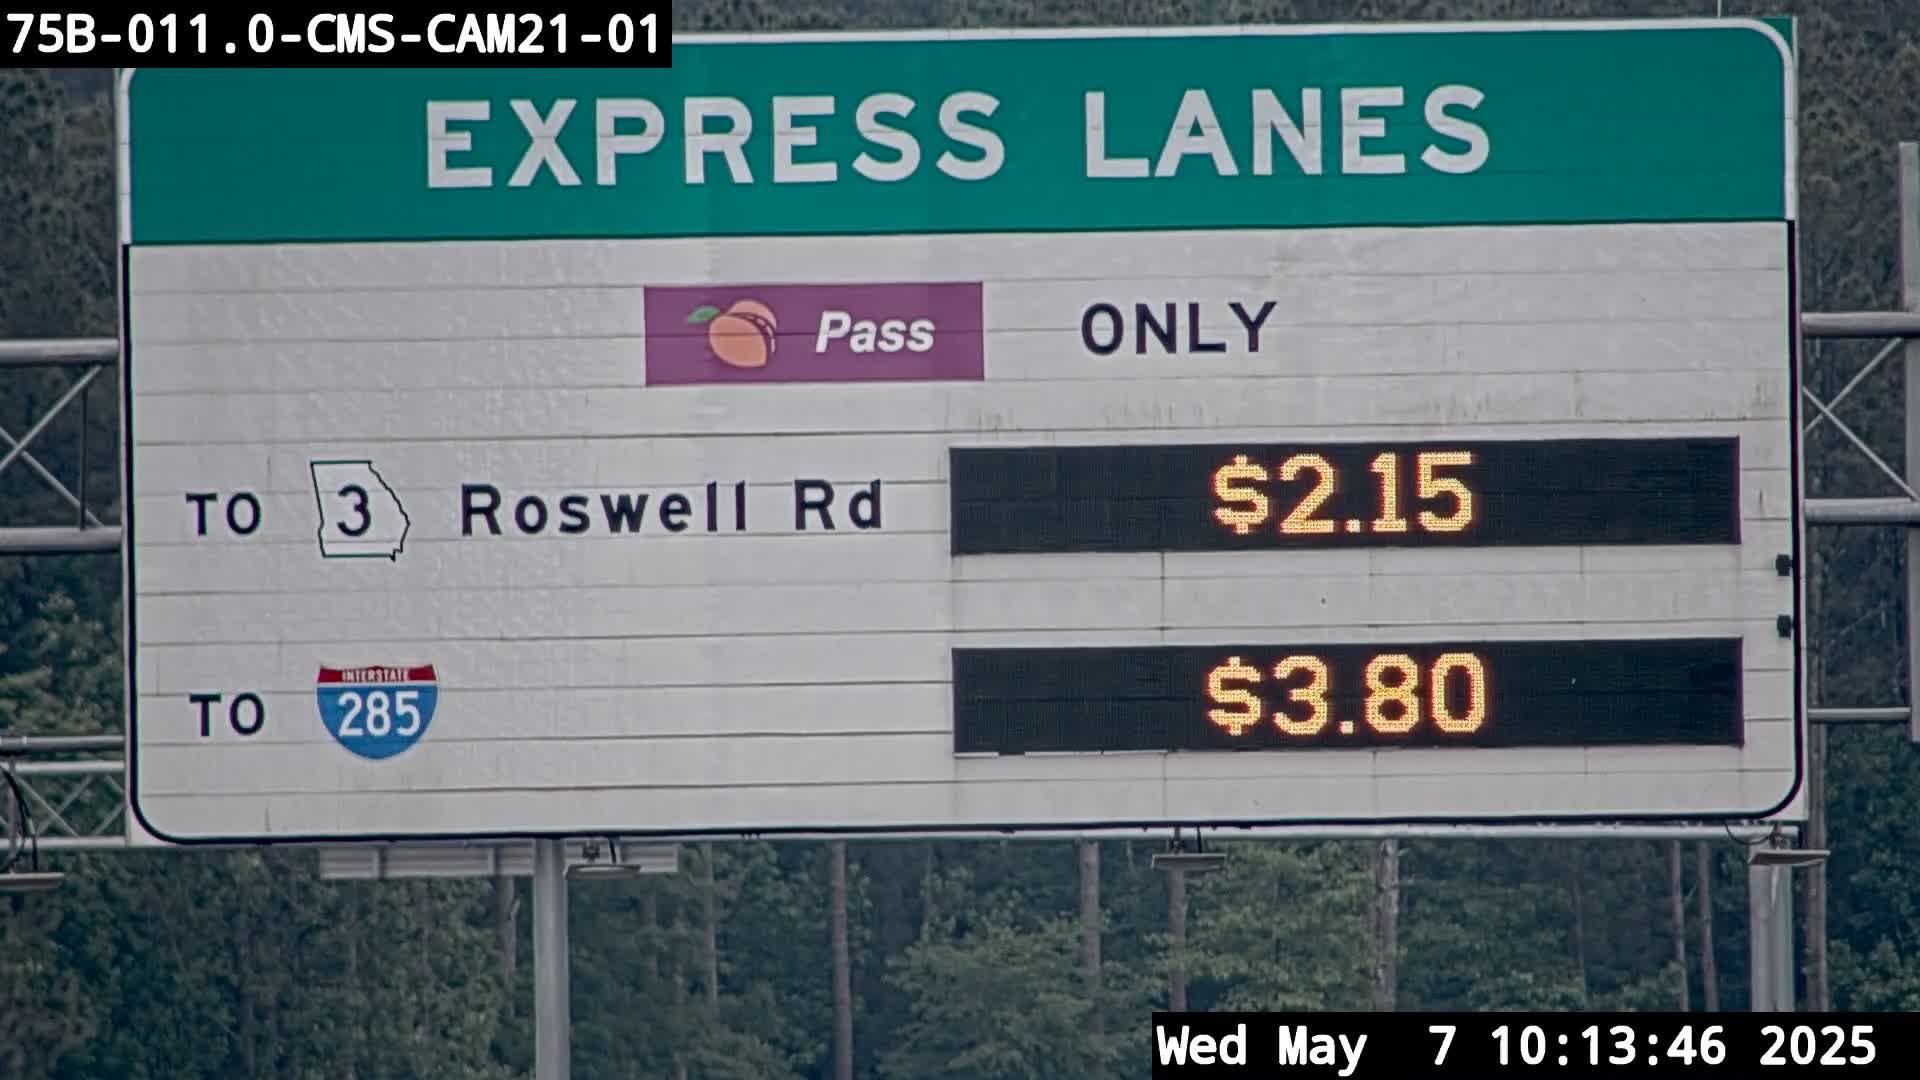 75B-011.0-CMS-CAM21-01
EXPRESS LANES
Pass ONLY
TO 3 Roswell Rd $2.15
INTERSTATE
TO 285 $3.80
Wed May 7 10:13:46 2025